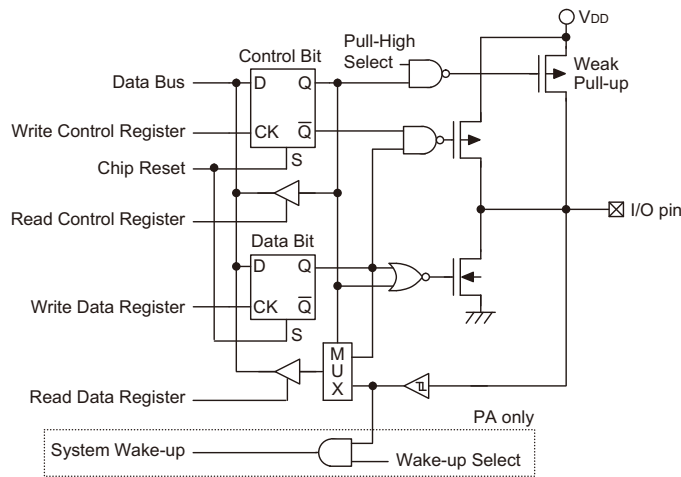 VDD
Control Bit
Pull-High
Select
Weak
Pull-up
Data Bus
D
Q
Write Control Register
CK
Q̅
S
Chip Reset
I/O pin
Read Control Register
Data Bit
D
Q
Write Data Register
CK
Q̅
S
M
U
X
Read Data Register
PA only
System Wake-up
Wake-up Select